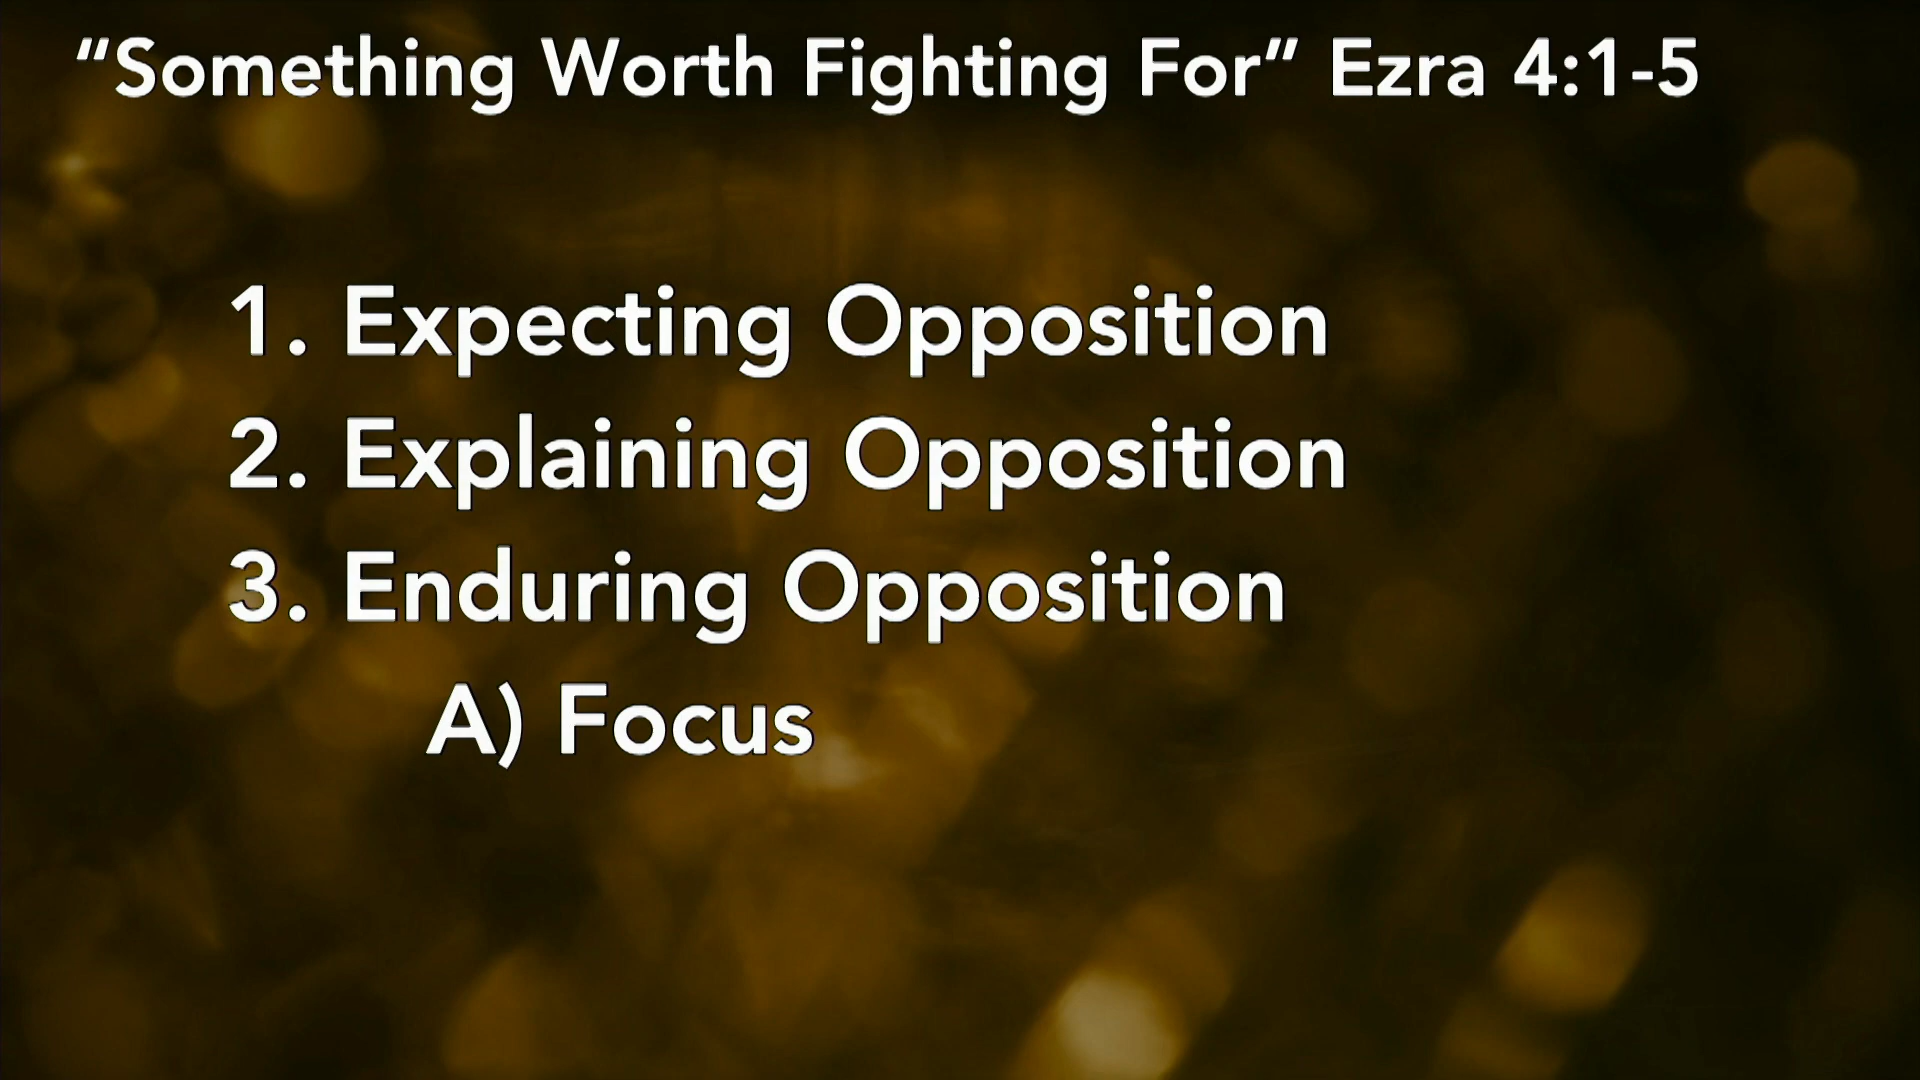 “Something Worth Fighting For” Ezra 4:1-5
1. Expecting Opposition
2. Explaining Opposition
3. Enduring Opposition
A) Focus